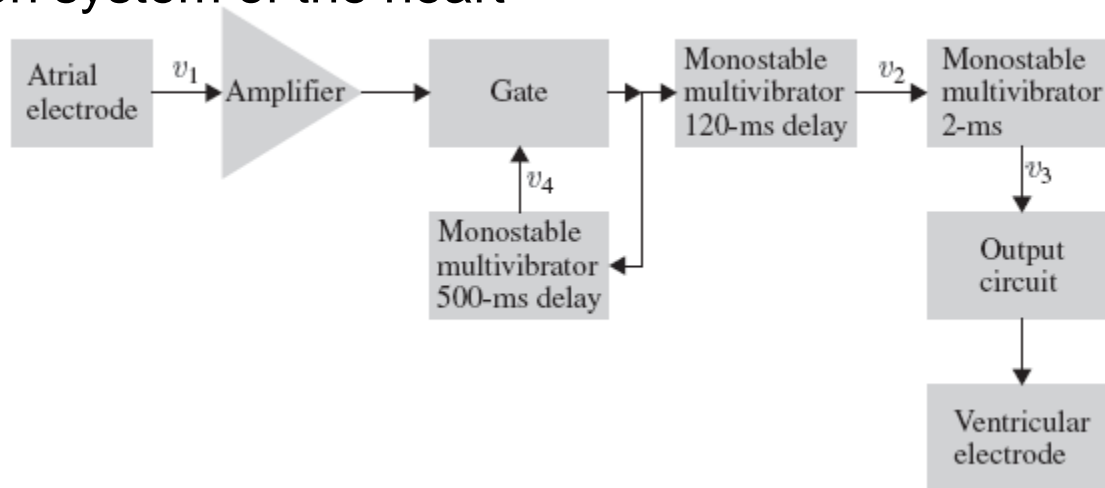 on system of the heart
Atrial
electrode
v1
Amplifier
Gate
Monostable
multivibrator
120-ms delay
v2
Monostable
multivibrator
2-ms
v4
v3
Monostable
multivibrator
500-ms delay
Output
circuit
Ventricular
electrode